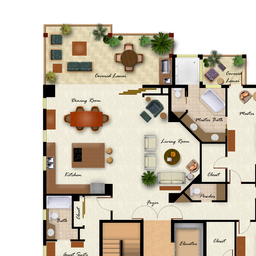 Covered Lanai
Covered
Lanai
Dining Room
Master Bath
Master
Living Room
Kitchen
Closet
Closet
Powder
Foyer
Bath
Elevator
Closet
Guest Suite